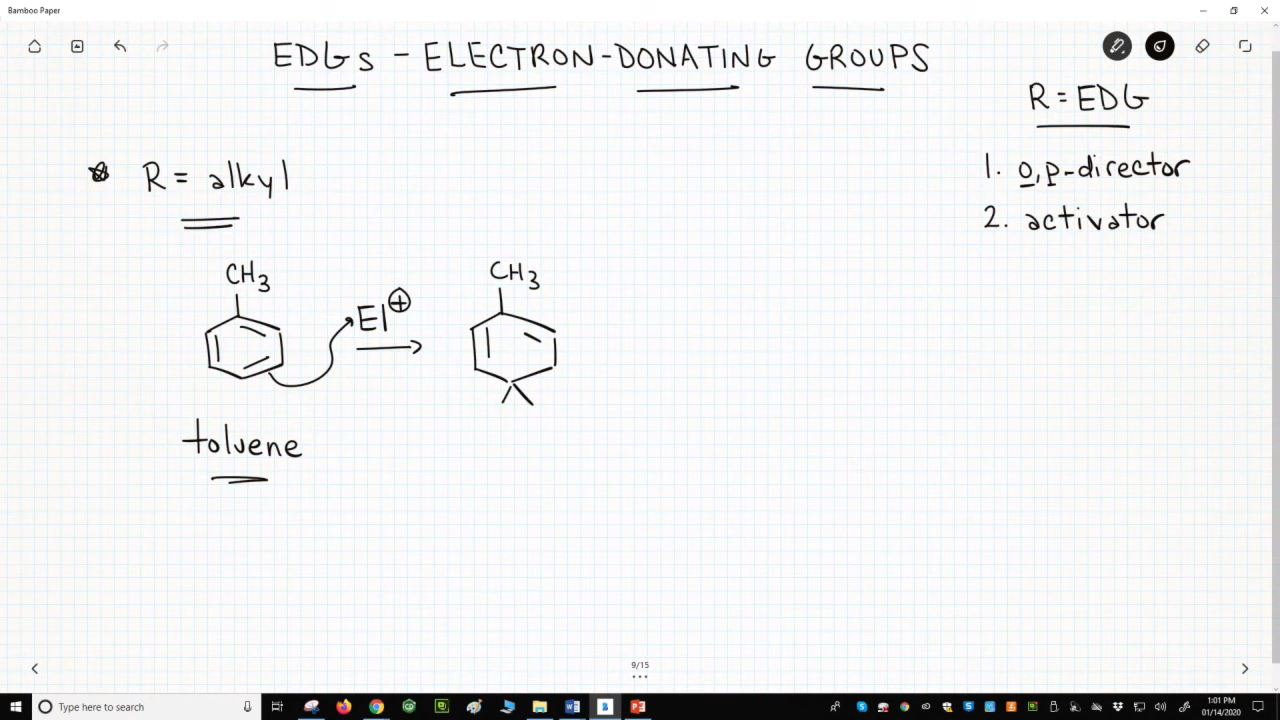 Bamboo Paper
EDGs - ELECTRON-DONATING GROUPS
R = EDG
1. o,p-director
2. activator
R = alkyl
CH3
El+
CH3
toluene
9/15
Type here to search
1:01 PM
01/14/2020